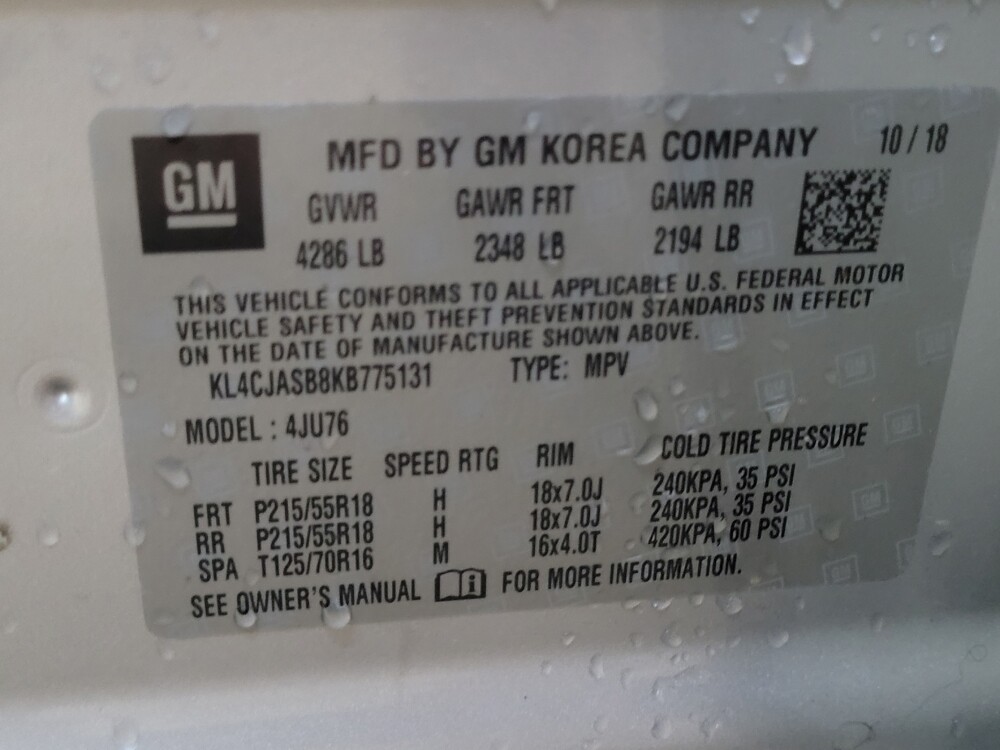 GM
MFD BY GM KOREA COMPANY 10/18
GVWR GAWR FRT GAWR RR
4286 LB 2348 LB 2194 LB
THIS VEHICLE CONFORMS TO ALL APPLICABLE U.S. FEDERAL MOTOR
VEHICLE SAFETY AND THEFT PREVENTION STANDARDS IN EFFECT
ON THE DATE OF MANUFACTURE SHOWN ABOVE.
KL4CJASB8KB775131 TYPE: MPV
MODEL : 4JU76
TIRE SIZE SPEED RTG RIM COLD TIRE PRESSURE
FRT P215/55R18 H 18x7.0J 240KPA, 35 PSI
RR P215/55R18 H 18x7.0J 240KPA, 35 PSI
SPA T125/70R16 M 16x4.0T 420KPA, 60 PSI
SEE OWNER'S MANUAL FOR MORE INFORMATION.